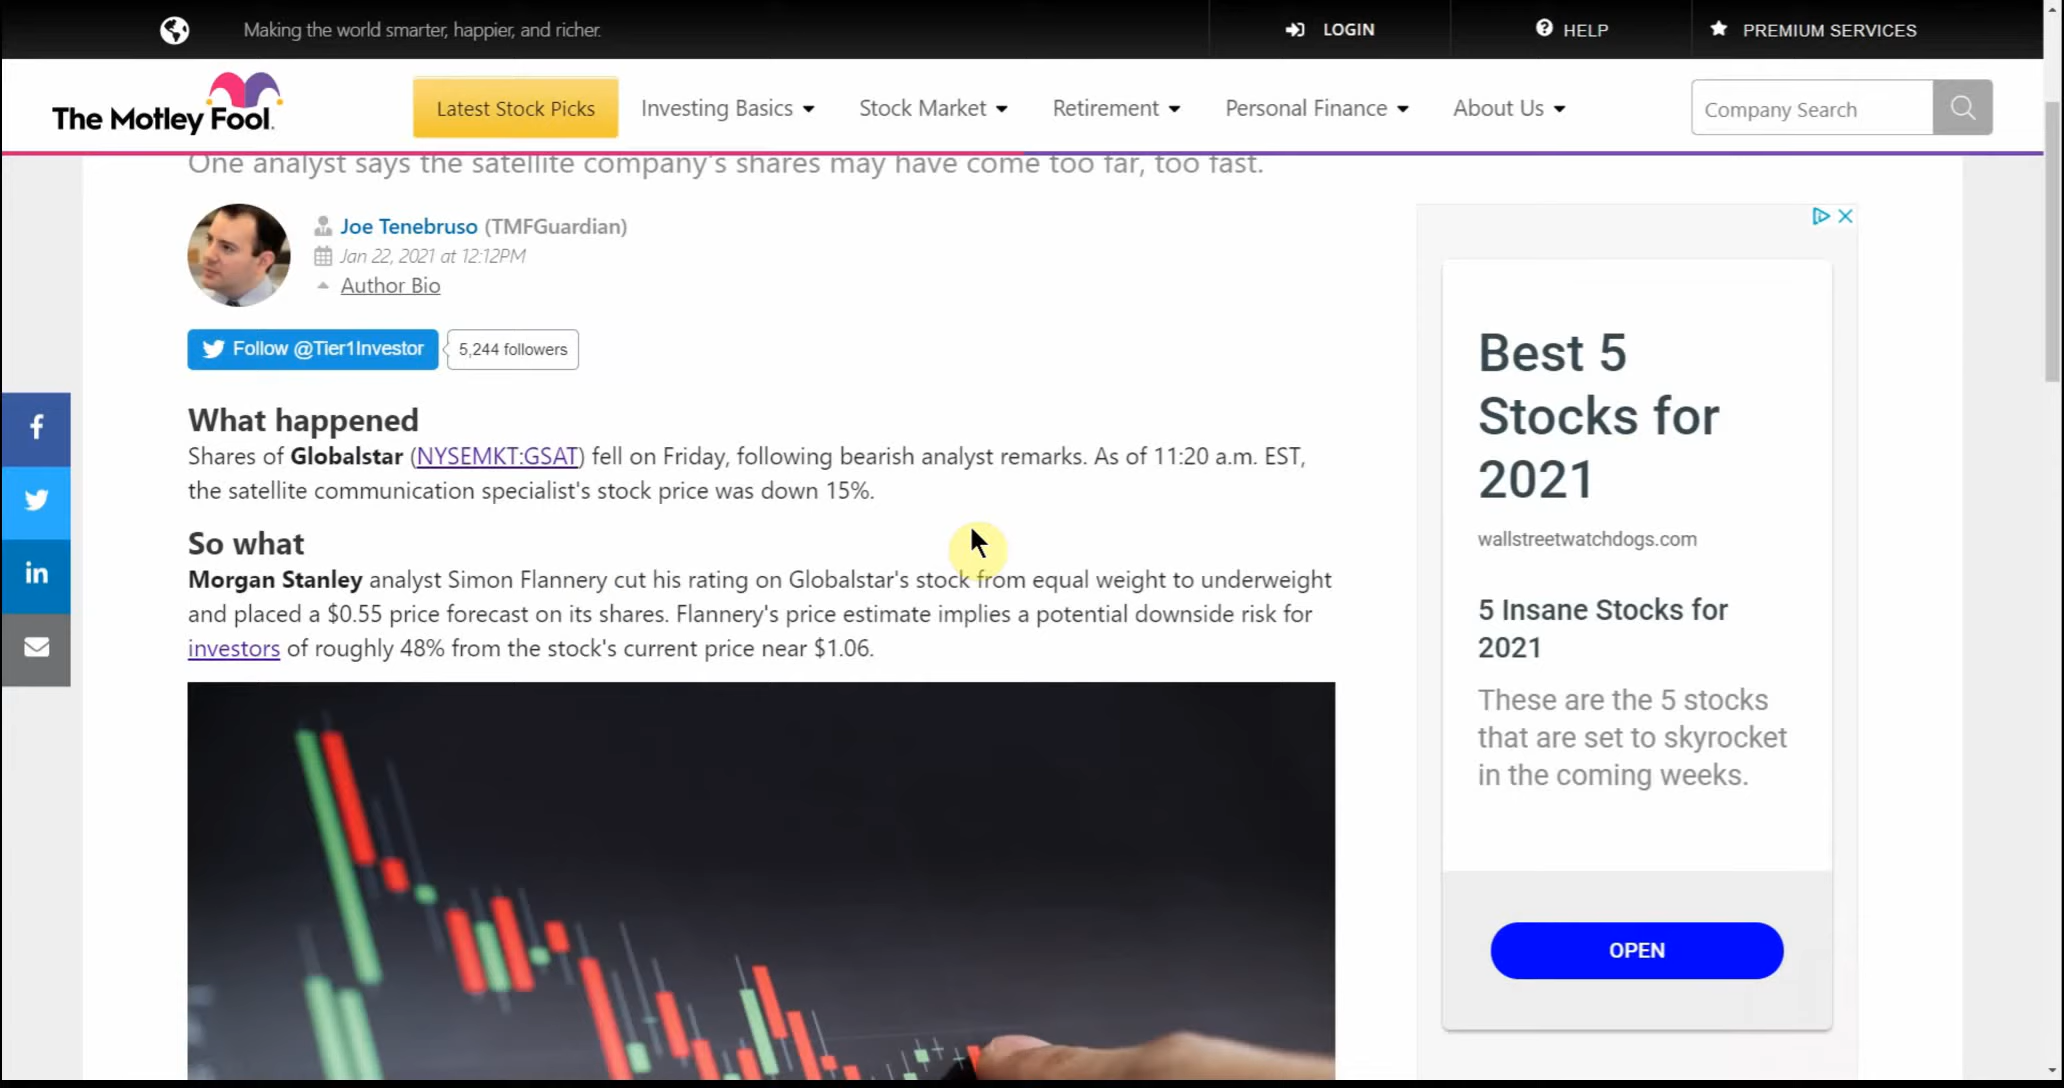 Making the world smarter, happier, and richer.
LOGIN
HELP
PREMIUM SERVICES
The Motley Fool.
Latest Stock Picks
Investing Basics
Stock Market
Retirement
Personal Finance
About Us
Company Search
One analyst says the satellite company's shares may have come too far, too fast.
Joe Tenebruso (TMFGuardian)
Jan 22, 2021 at 12:12PM
Author Bio
Follow @Tier1Investor
5,244 followers
What happened
Shares of Globalstar (NYSEMKT:GSAT) fell on Friday, following bearish analyst remarks. As of 11:20 a.m. EST,
the satellite communication specialist's stock price was down 15%.
So what
Morgan Stanley analyst Simon Flannery cut his rating on Globalstar's stock from equal weight to underweight
and placed a $0.55 price forecast on its shares. Flannery's price estimate implies a potential downside risk for
investors of roughly 48% from the stock's current price near $1.06.
Best 5
Stocks for
2021
wallstreetwatchdogs.com
5 Insane Stocks for
2021
These are the 5 stocks
that are set to skyrocket
in the coming weeks.
OPEN